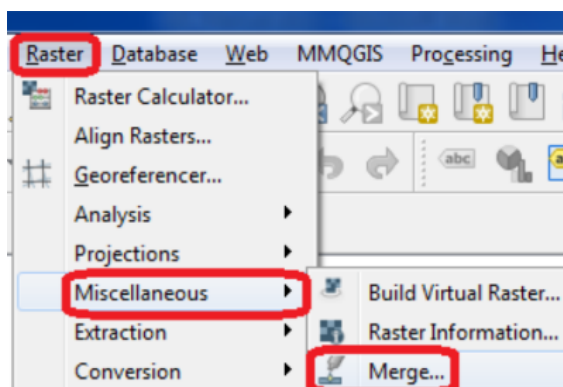 Raster Database Web MMQGIS Processing He
Raster Calculator...
Align Rasters...
Georeferencer...
abc
Analysis
Projections
Miscellaneous
Build Virtual Raster...
Extraction
Raster Information...
Conversion
Merge...